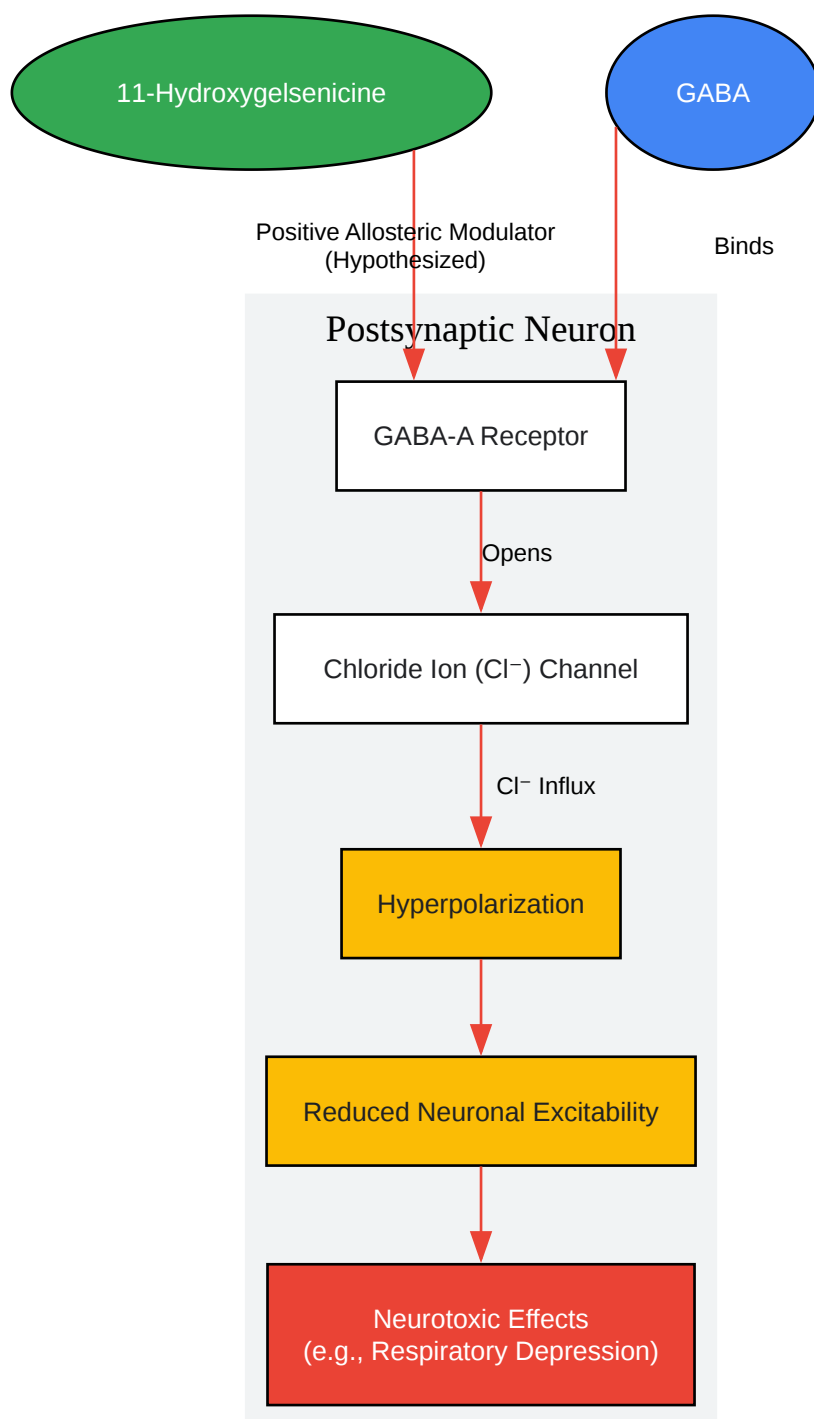 11-Hydroxygelsenicine
GABA
Positive Allosteric Modulator
(Hypothesized)
Binds
Postsynaptic Neuron
GABA-A Receptor
Opens
Chloride Ion (Cl⁻) Channel
Cl⁻ Influx
Hyperpolarization
Reduced Neuronal Excitability
Neurotoxic Effects
(e.g., Respiratory Depression)